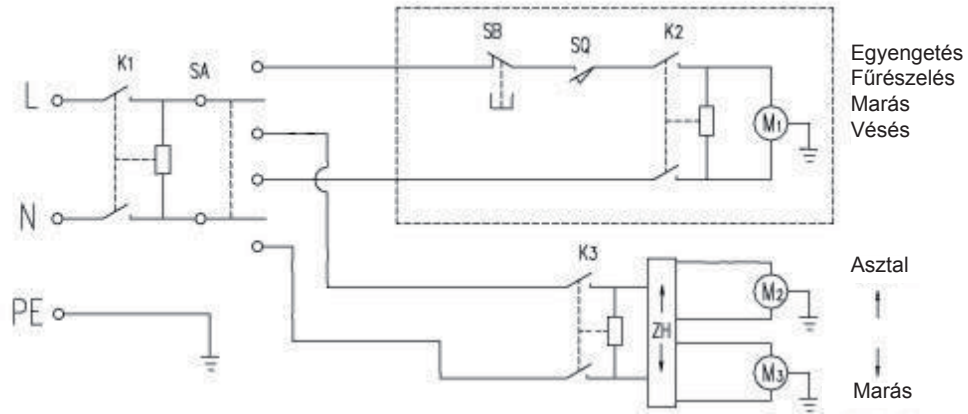 SB
SQ
K2
K1
SA
L
M1
N
Egyengetés
Fűrészelés
Marás
Vésés
K3
PE
ZH
M2
M3
Asztal
Marás